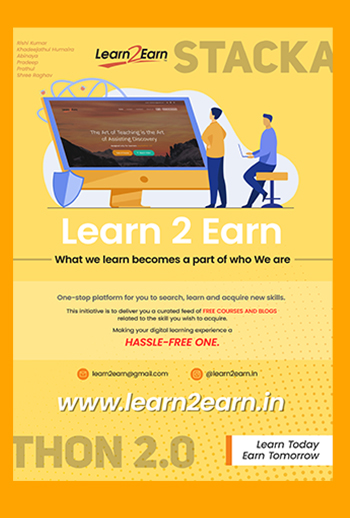 Rishi Kumar
Khadeejathul Humaira
Abinaya
Pradeep
Prathul
Shree Raghav
Learn2Earn
STACKA
The Art of Teaching is the Art
of Assisting Discovery
Learn 2 Earn
What we learn becomes a part of who We are
One-stop platform for you to search, learn and acquire new skills.
This initiative is to deliver you a curated feed of FREE COURSES AND BLOGS
related to the skill you wish to acquire.
Making your digital learning experience a
HASSLE-FREE ONE.
learn2earn@gmail.com
@learn2earn.in
www.learn2earn.in
THON 2.0
Learn Today
Earn Tomorrow